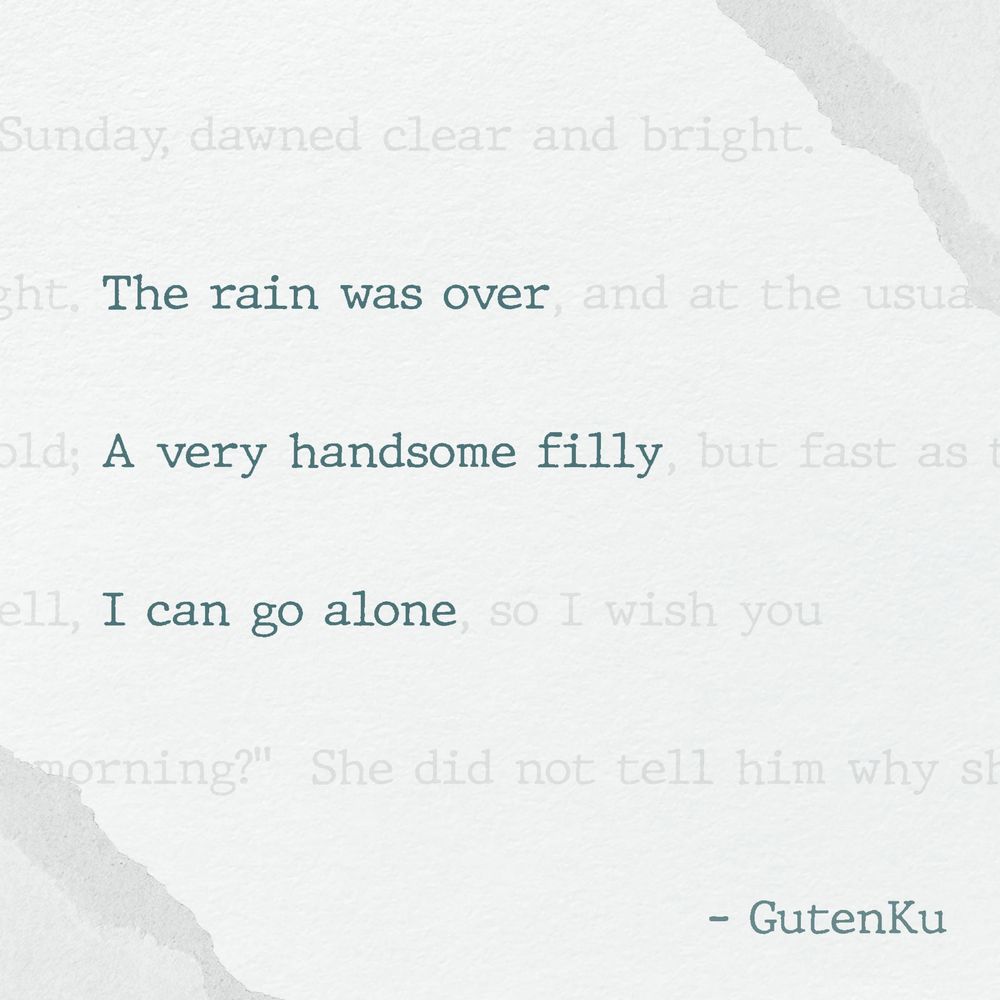 Sunday, dawned clear and bright.
ght. The rain was over, and at the usua
old; A very handsome filly, but fast as t
ell, I can go alone, so I wish you
morning?" She did not tell him why sh
- GutenKu